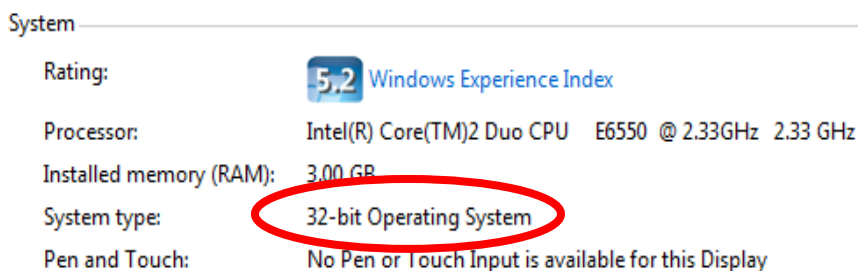 System
Rating: 5.2 Windows Experience Index
Processor: Intel(R) Core(TM)2 Duo CPU E6550 @ 2.33GHz 2.33 GHz
Installed memory (RAM): 3.00 GB
System type: 32-bit Operating System
Pen and Touch: No Pen or Touch Input is available for this Display